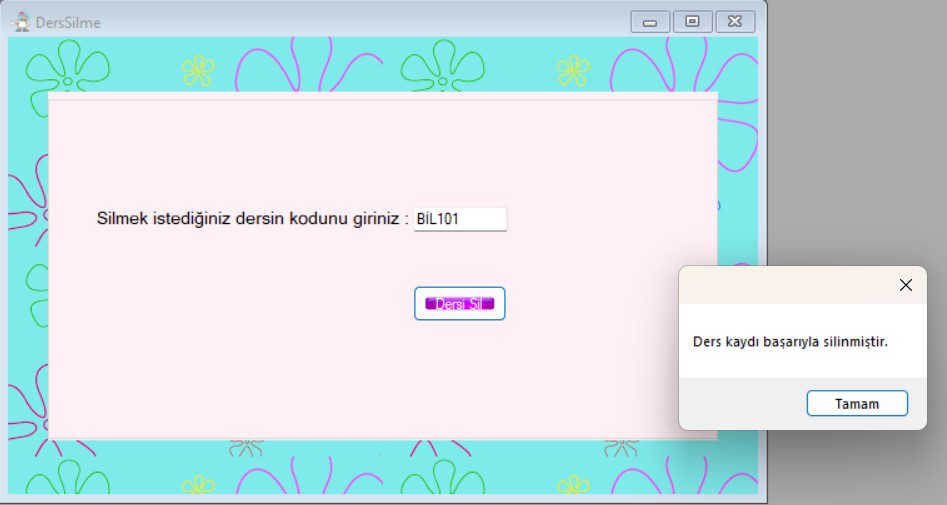 DersSilme
Silmek istediğiniz dersin kodunu giriniz : BİL101
Dersi Sil
Ders kaydı başarıyla silinmiştir.
Tamam